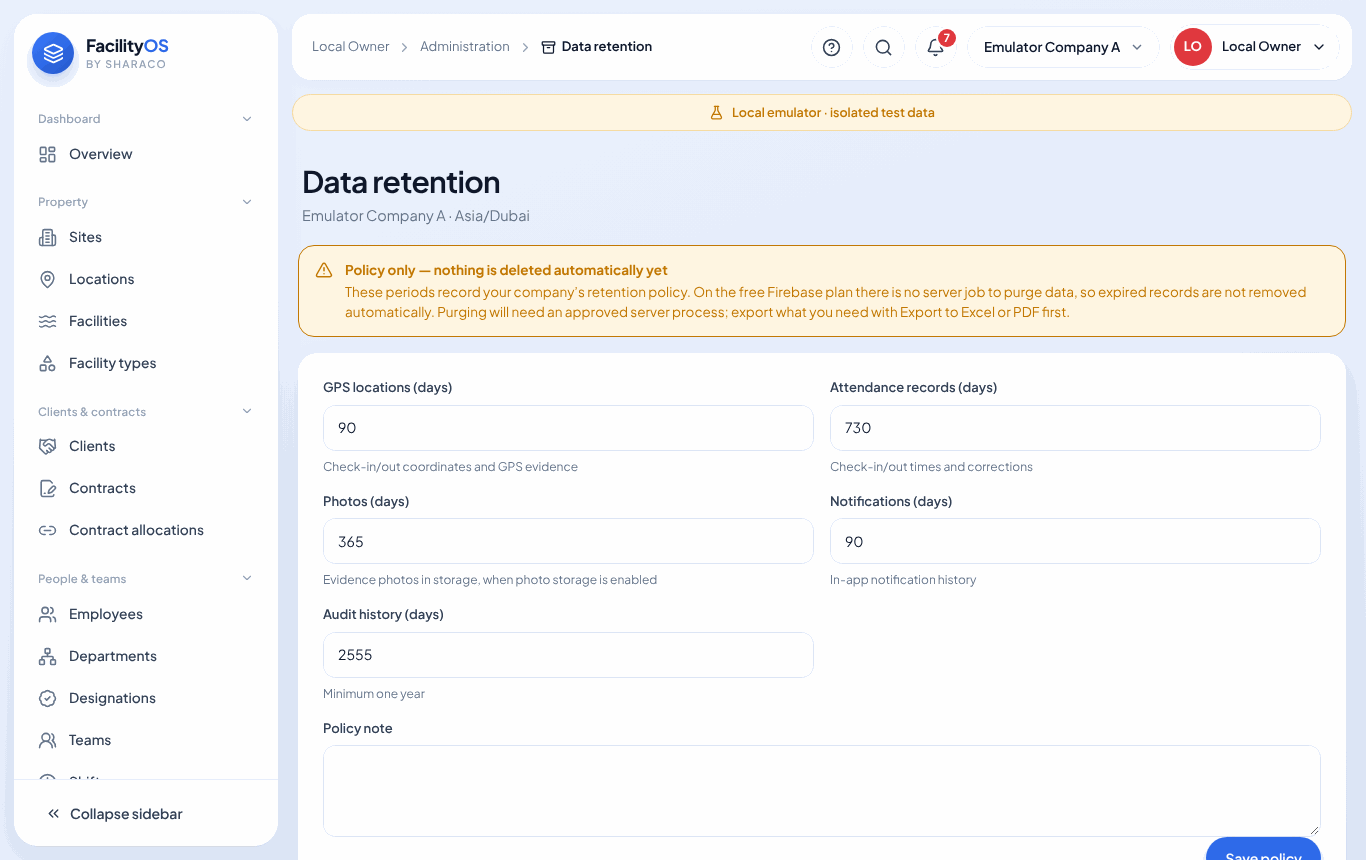 FacilityOS
BY SHARACO
Dashboard
Overview
Property
Sites
Locations
Facilities
Facility types
Clients & contracts
Clients
Contracts
Contract allocations
People & teams
Employees
Departments
Designations
Teams
Collapse sidebar
Local Owner > Administration > Data retention
7
Emulator Company A
LO
Local Owner
Local emulator · isolated test data
Data retention
Emulator Company A · Asia/Dubai
Policy only — nothing is deleted automatically yet
These periods record your company's retention policy. On the free Firebase plan there is no server job to purge data, so expired records are not removed
automatically. Purging will need an approved server process; export what you need with Export to Excel or PDF first.
GPS locations (days)
90
Check-in/out coordinates and GPS evidence
Attendance records (days)
730
Check-in/out times and corrections
Photos (days)
365
Evidence photos in storage, when photo storage is enabled
Notifications (days)
90
In-app notification history
Audit history (days)
2555
Minimum one year
Policy note
Save policy